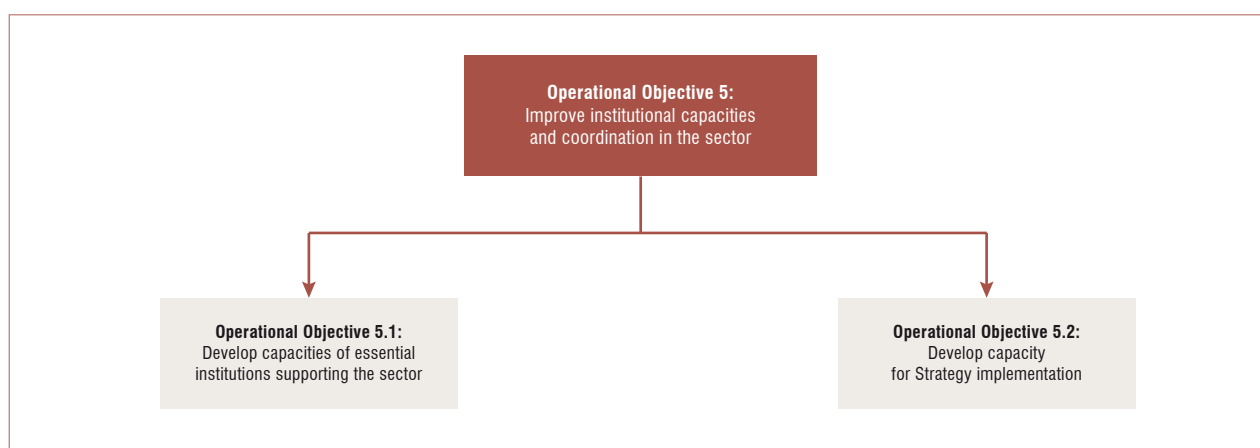 Operational Objective 5:
Improve institutional capacities
and coordination in the sector
Operational Objective 5.1:
Develop capacities of essential
institutions supporting the sector
Operational Objective 5.2:
Develop capacity
for Strategy implementation